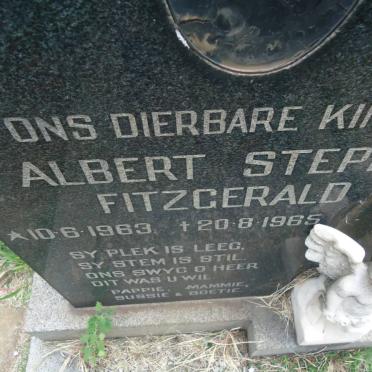 ONS DIERBARE
ALBERT STEP
FITZGERALD
*10·6·1963 †20·8·1965
SY PLEK IS LEEG,
SY STEM IS STIL.
ONS SWYG O HEER
DIT WAS U WIL.
PAPPIE, MAMMIE,
SUSSIE & BOETIE